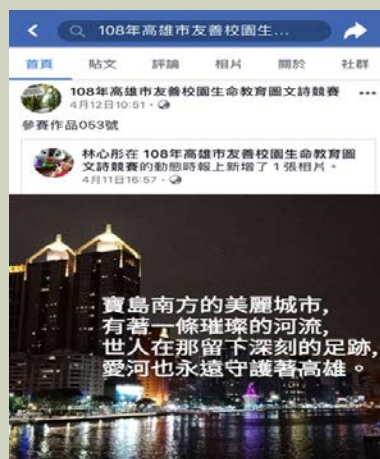 108年高雄市友善校園生...
首頁 貼文 評論 相片 關於 社群
108年高雄市友善校園生命教育圖文詩競賽
4月12日10:51
參賽作品053號
林心彤在 108年高雄市友善校園生命教育圖
文詩競賽的動態時報上新增了 1 張相片。
4月11日16:57
寶島南方的美麗城市,
有著一條璀璨的河流,
世人在那留下深刻的足跡,
愛河也永遠守護著高雄。